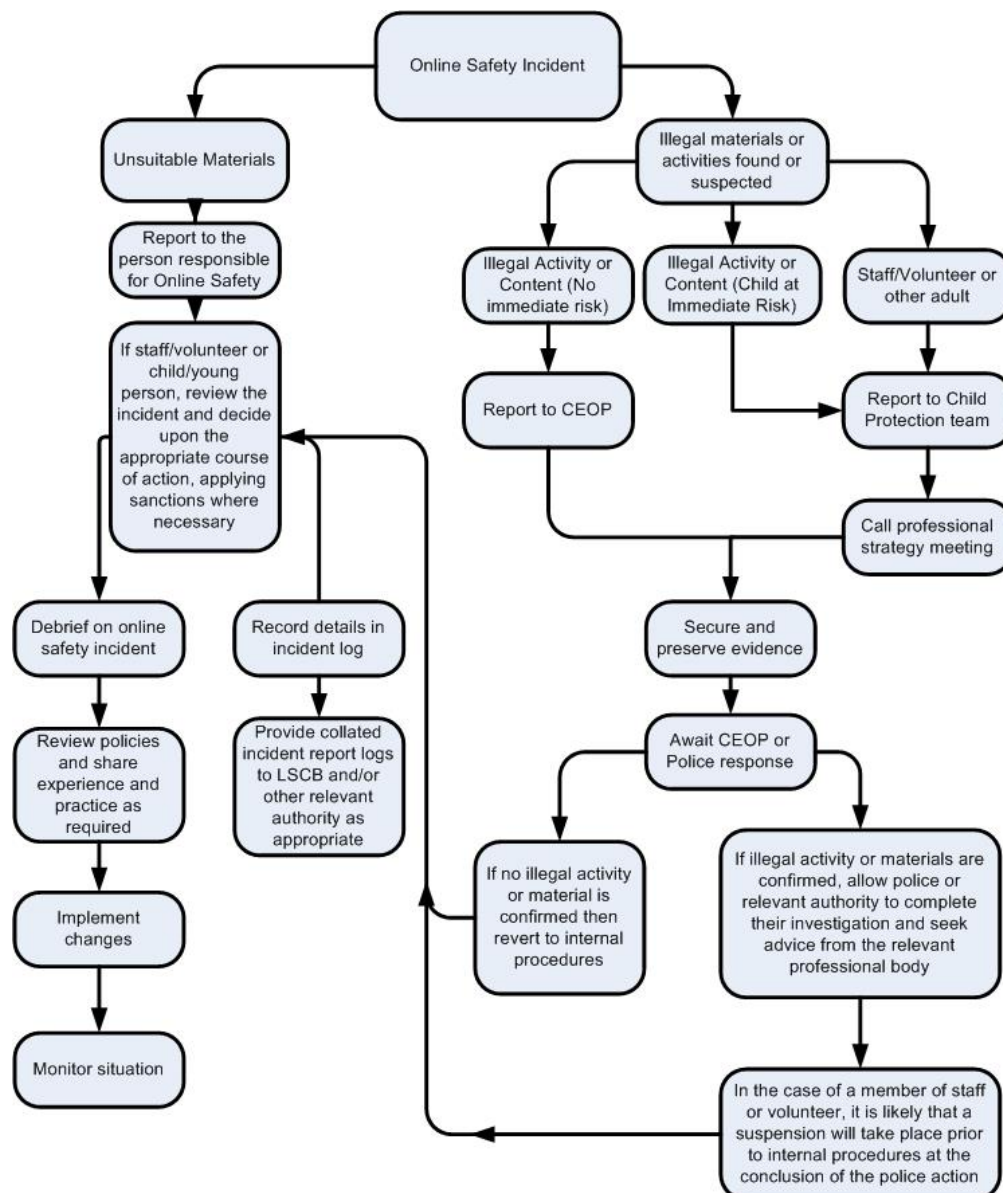 Online Safety Incident
Unsuitable Materials
Illegal materials or
activities found or
suspected
Report to the
person responsible
for Online Safety
Illegal Activity or
Content (No
immediate risk)
Illegal Activity or
Content (Child at
Immediate Risk)
Staff/Volunteer or
other adult
If staff/volunteer or
child/young
person, review the
incident and decide
upon the
appropriate course
of action, applying
sanctions where
necessary
Report to CEOP
Report to Child
Protection team
Call professional
strategy meeting
Debrief on online
safety incident
Record details in
incident log
Secure and
preserve evidence
Review policies
and share
experience and
practice as
required
Provide collated
incident report logs
to LSCB and/or
other relevant
authority as
appropriate
Await CEOP or
Police response
If no illegal activity
or material is
confirmed then
revert to internal
procedures
If illegal activity or materials are
confirmed, allow police or
relevant authority to complete
their investigation and seek
advice from the relevant
professional body
Implement
changes
Monitor situation
In the case of a member of staff
or volunteer, it is likely that a
suspension will take place prior
to internal procedures at the
conclusion of the police action